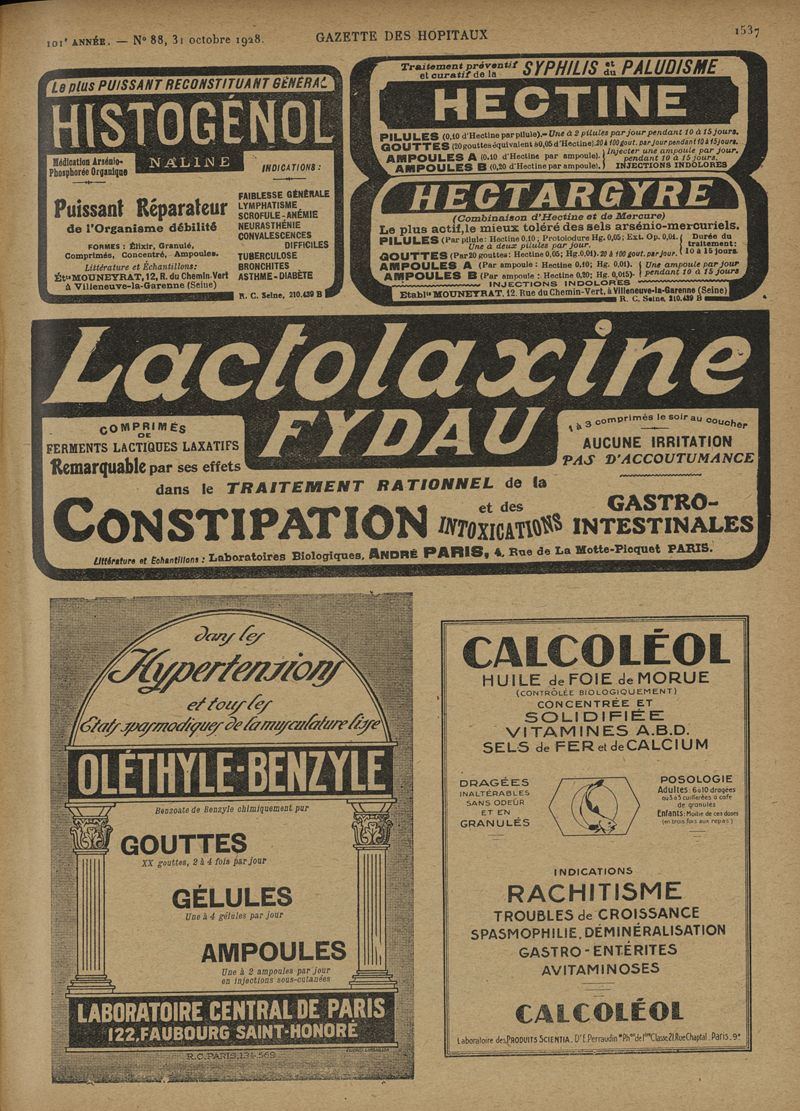 101e ANNÉE. — N° 88, 31 octobre 1928.
GAZETTE DES HOPITAUX
1537
Le plus PUISSANT RECONSTITUANT GÉNÉRAL
HISTOGÉNOL
NALINE
Médication Arsénio-
Phosphorée Organique
INDICATIONS :
Puissant Réparateur
de l'Organisme débilité
FORMES : Élixir, Granulé,
Comprimés, Concentré, Ampoules.
Littérature et Échantillons :
Éts MOUNEYRAT, 12, R. du Chemin-Vert
à Villeneuve-la-Garenne (Seine)
FAIBLESSE GÉNÉRALE
LYMPHATISME
SCROFULE - ANÉMIE
NEURASTHÉNIE
CONVALESCENCES
DIFFICILES
TUBERCULOSE
BRONCHITES
ASTHME - DIABÈTE
R. C. Seine, 210.439 B
Traitement préventif
et curatif de la SYPHILIS et du PALUDISME
HECTINE
PILULES (0,10 d'Hectine par pilule). — Une à 2 pilules par jour pendant 10 à 15 jours.
GOUTTES (20 gouttes équivalent à 0,05 d'Hectine). 20 à 100 gout. par jour pendant 10 à 15 jours.
AMPOULES A (0.10 d'Hectine par ampoule). Injecter une ampoule par jour.
AMPOULES B (0,20 d'Hectine par ampoule). pendant 10 à 15 jours.
INJECTIONS INDOLORES
HECTARGYRE
(Combinaison d'Hectine et de Mercure)
Le plus actif, le mieux toléré des sels arsénio-mercuriels.
PILULES (Par pilule : Hectine 0.10 ; Protoiodure Hg. 0,05 ; Ext. Op. 0,01.
Une à deux pilules par jour.
GOUTTES (Par 20 gouttes : Hectine 0,05 ; Hg. 0,01). 20 à 100 gout. par jour.
Durée du
traitement :
10 à 15 jours
AMPOULES A (Par ampoule : Hectine 0,10 ; Hg. 0,01). Une ampoule par jour
AMPOULES B (Par ampoule : Hectine 0,20 ; Hg. 0,015). pendant 10 à 15 jours
INJECTIONS INDOLORES
Etablts MOUNEYRAT, 12. Rue du Chemin-Vert, à Villeneuve-la-Garenne (Seine)
R. C. Seine, 210.439 B
Lactolaxine
FYDAU
COMPRIMÉS
DE
FERMENTS LACTIQUES LAXATIFS
Remarquable par ses effets
1 à 3 comprimés le soir au coucher
AUCUNE IRRITATION
PAS D'ACCOUTUMANCE
dans le TRAITEMENT RATIONNEL de la
CONSTIPATION et des INTOXICATIONS GASTRO-
INTESTINALES
Littérature et Échantillons : Laboratoires Biologiques, ANDRÉ PARIS, 4, Rue de La Motte-Picquet PARIS.
dans les
Hypertensions
et tous les
États spasmodiques de la musculature lisse
OLÉTHYLE-BENZYLE
Benzoate de Benzyle chimiquement pur
GOUTTES
XX gouttes, 2 à 4 fois par jour
GÉLULES
Une à 4 gélules par jour
AMPOULES
Une à 2 ampoules par jour
en injections sous-cutanées
LABORATOIRE CENTRAL DE PARIS
122, FAUBOURG SAINT-HONORÉ
R.C. PARIS, 134-569
CALCOLÉOL
HUILE de FOIE de MORUE
(CONTRÔLÉE BIOLOGIQUEMENT)
CONCENTRÉE ET
SOLIDIFIÉE
VITAMINES A.B.D.
SELS de FER et de CALCIUM
DRAGÉES
INALTÉRABLES
SANS ODEUR
ET EN
GRANULÉS
POSOLOGIE
Adultes : 6 à 10 dragées
ou 3 à 5 cuillerées à café
de granulés
Enfants : Moitié de ces doses
(en trois fois aux repas)
INDICATIONS
RACHITISME
TROUBLES de CROISSANCE
SPASMOPHILIE, DÉMINÉRALISATION
GASTRO - ENTÉRITES
AVITAMINOSES
CALCOLÉOL
Laboratoire des PRODUITS SCIENTIA. Dr E. Perraudin Phen de 1ère Classe 21, Rue Chaptal. Paris. 9e